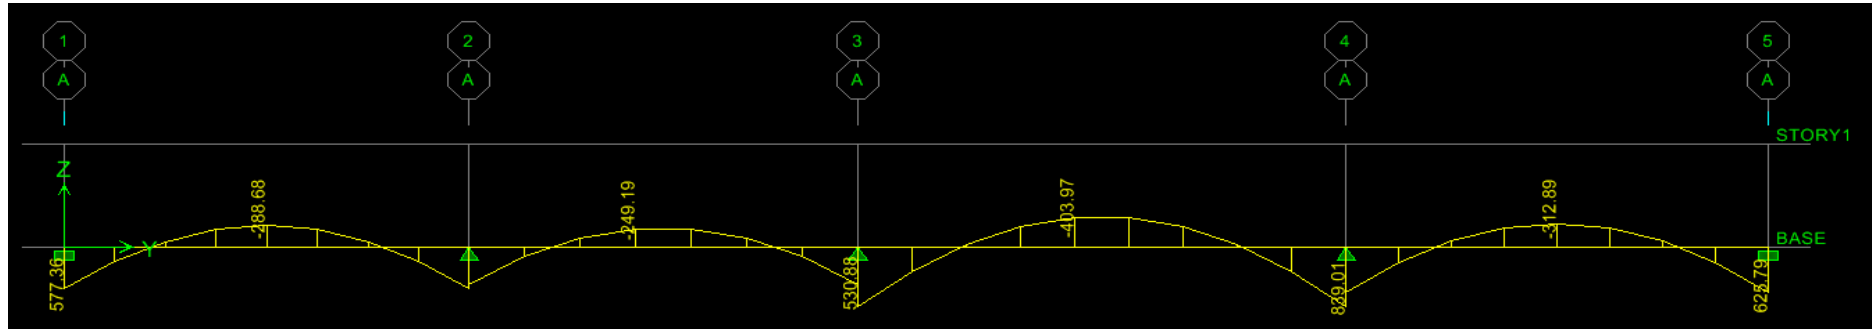 1 2 3 4 5
A A A A A
STORY1
Z
-288.68 -249.19 -403.97 -312.89
Y
BASE
577.36 530.88 839.01 625.79